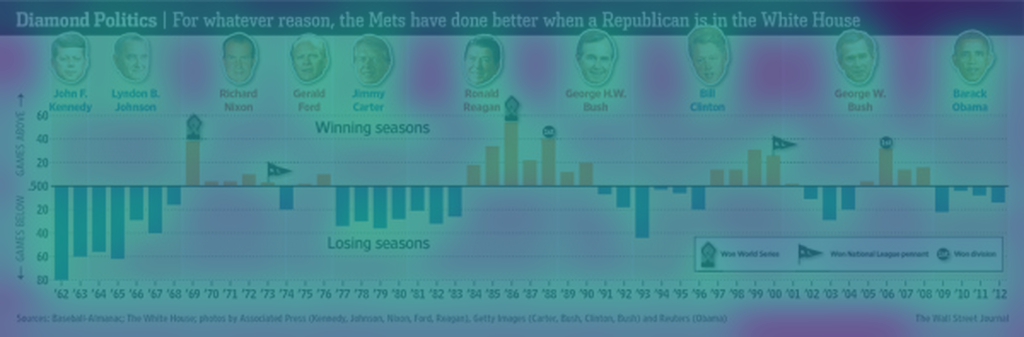 Diamond Politics | For whatever reason, the Mets have done better when a Republican is in the White House
John F. Kennedy
Lyndon B. Johnson
Richard Nixon
Gerald Ford
Jimmy Carter
Ronald Reagan
George H.W. Bush
Bill Clinton
George W. Bush
Barack Obama
GAMES ABOVE
60
40
20
.500
20
40
60
80
GAMES BELOW
Winning seasons
Losing seasons
Won World Series
Won National League pennant
Won division
'62 '63 '64 '65 '66 '67 '68 '69 '70 '71 '72 '73 '74 '75 '76 '77 '78 '79 '80 '81 '82 '83 '84 '85 '86 '87 '88 '89 '90 '91 '92 '93 '94 '95 '96 '97 '98 '99 '00 '01 '02 '03 '04 '05 '06 '07 '08 '09 '10 '11 '12
Sources: Baseball-Almanac; The White House; photos by Associated Press (Kennedy, Johnson, Nixon, Ford, Reagan), Getty Images (Carter, Bush, Clinton, Bush) and Reuters (Obama)
The Wall Street Journal